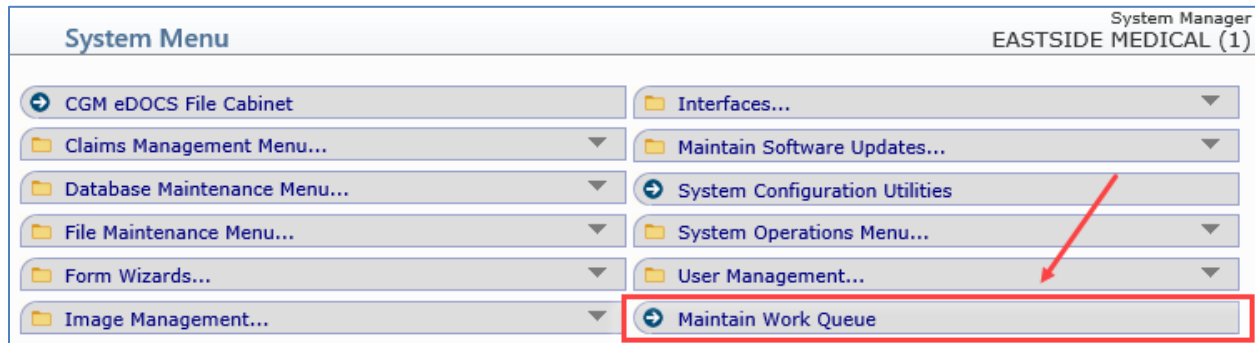 System Menu
System Manager
EASTSIDE MEDICAL (1)
CGM eDOCS File Cabinet
Claims Management Menu...
Database Maintenance Menu...
File Maintenance Menu...
Form Wizards...
Image Management...
Interfaces...
Maintain Software Updates...
System Configuration Utilities
System Operations Menu...
User Management...
Maintain Work Queue